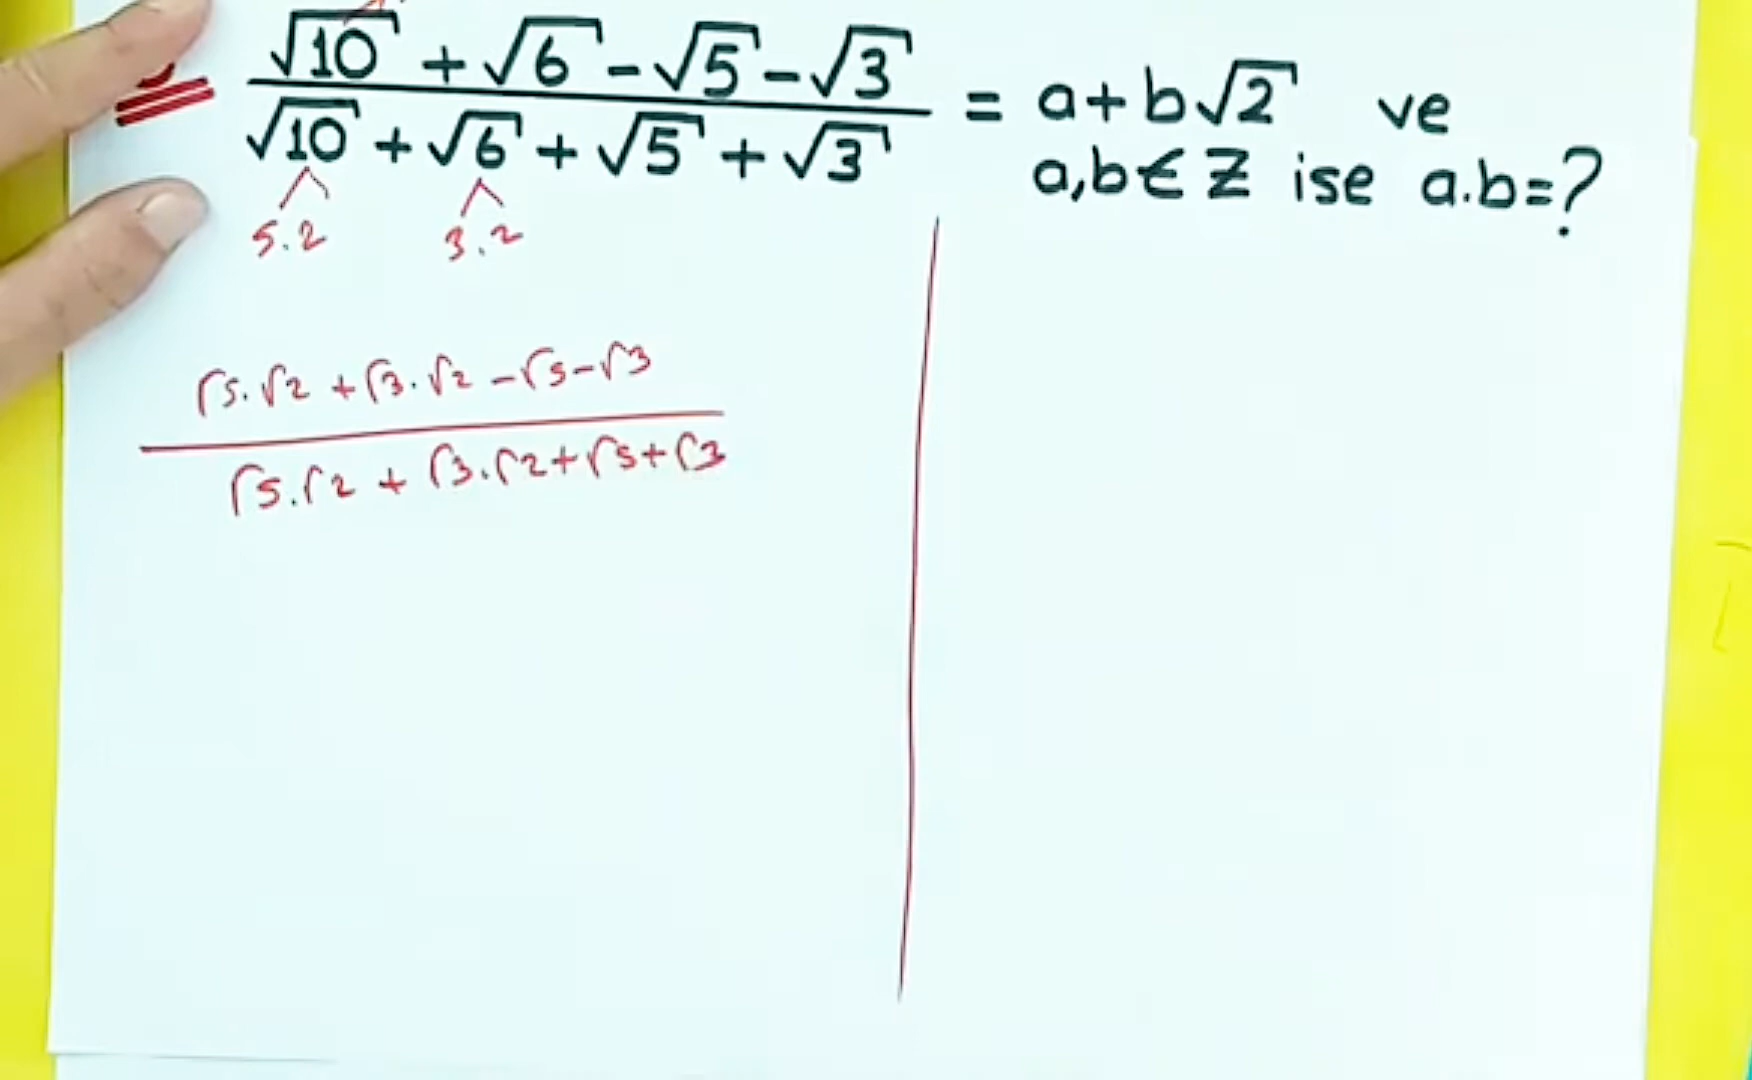 √10 + √6 - √5 - √3
√10 + √6 + √5 + √3
= a + b√2 ve
a,b ∈ Z ise a.b=?
5.2 3.2
√5.√2 + √3.√2 - √5 - √3
√5.√2 + √3.√2 + √5 + √3